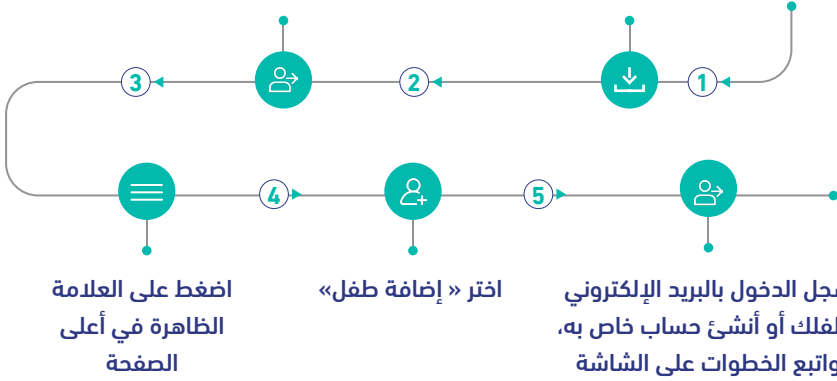 1
2
3
4
5
اضغط على العلامة
الظاهرة في أعلى
الصفحة
اختر « إضافة طفل»
الدخول بالبريد الإلكتروني
أو أنشئ حساب خاص به،
واتبع الخطوات على الشاشة